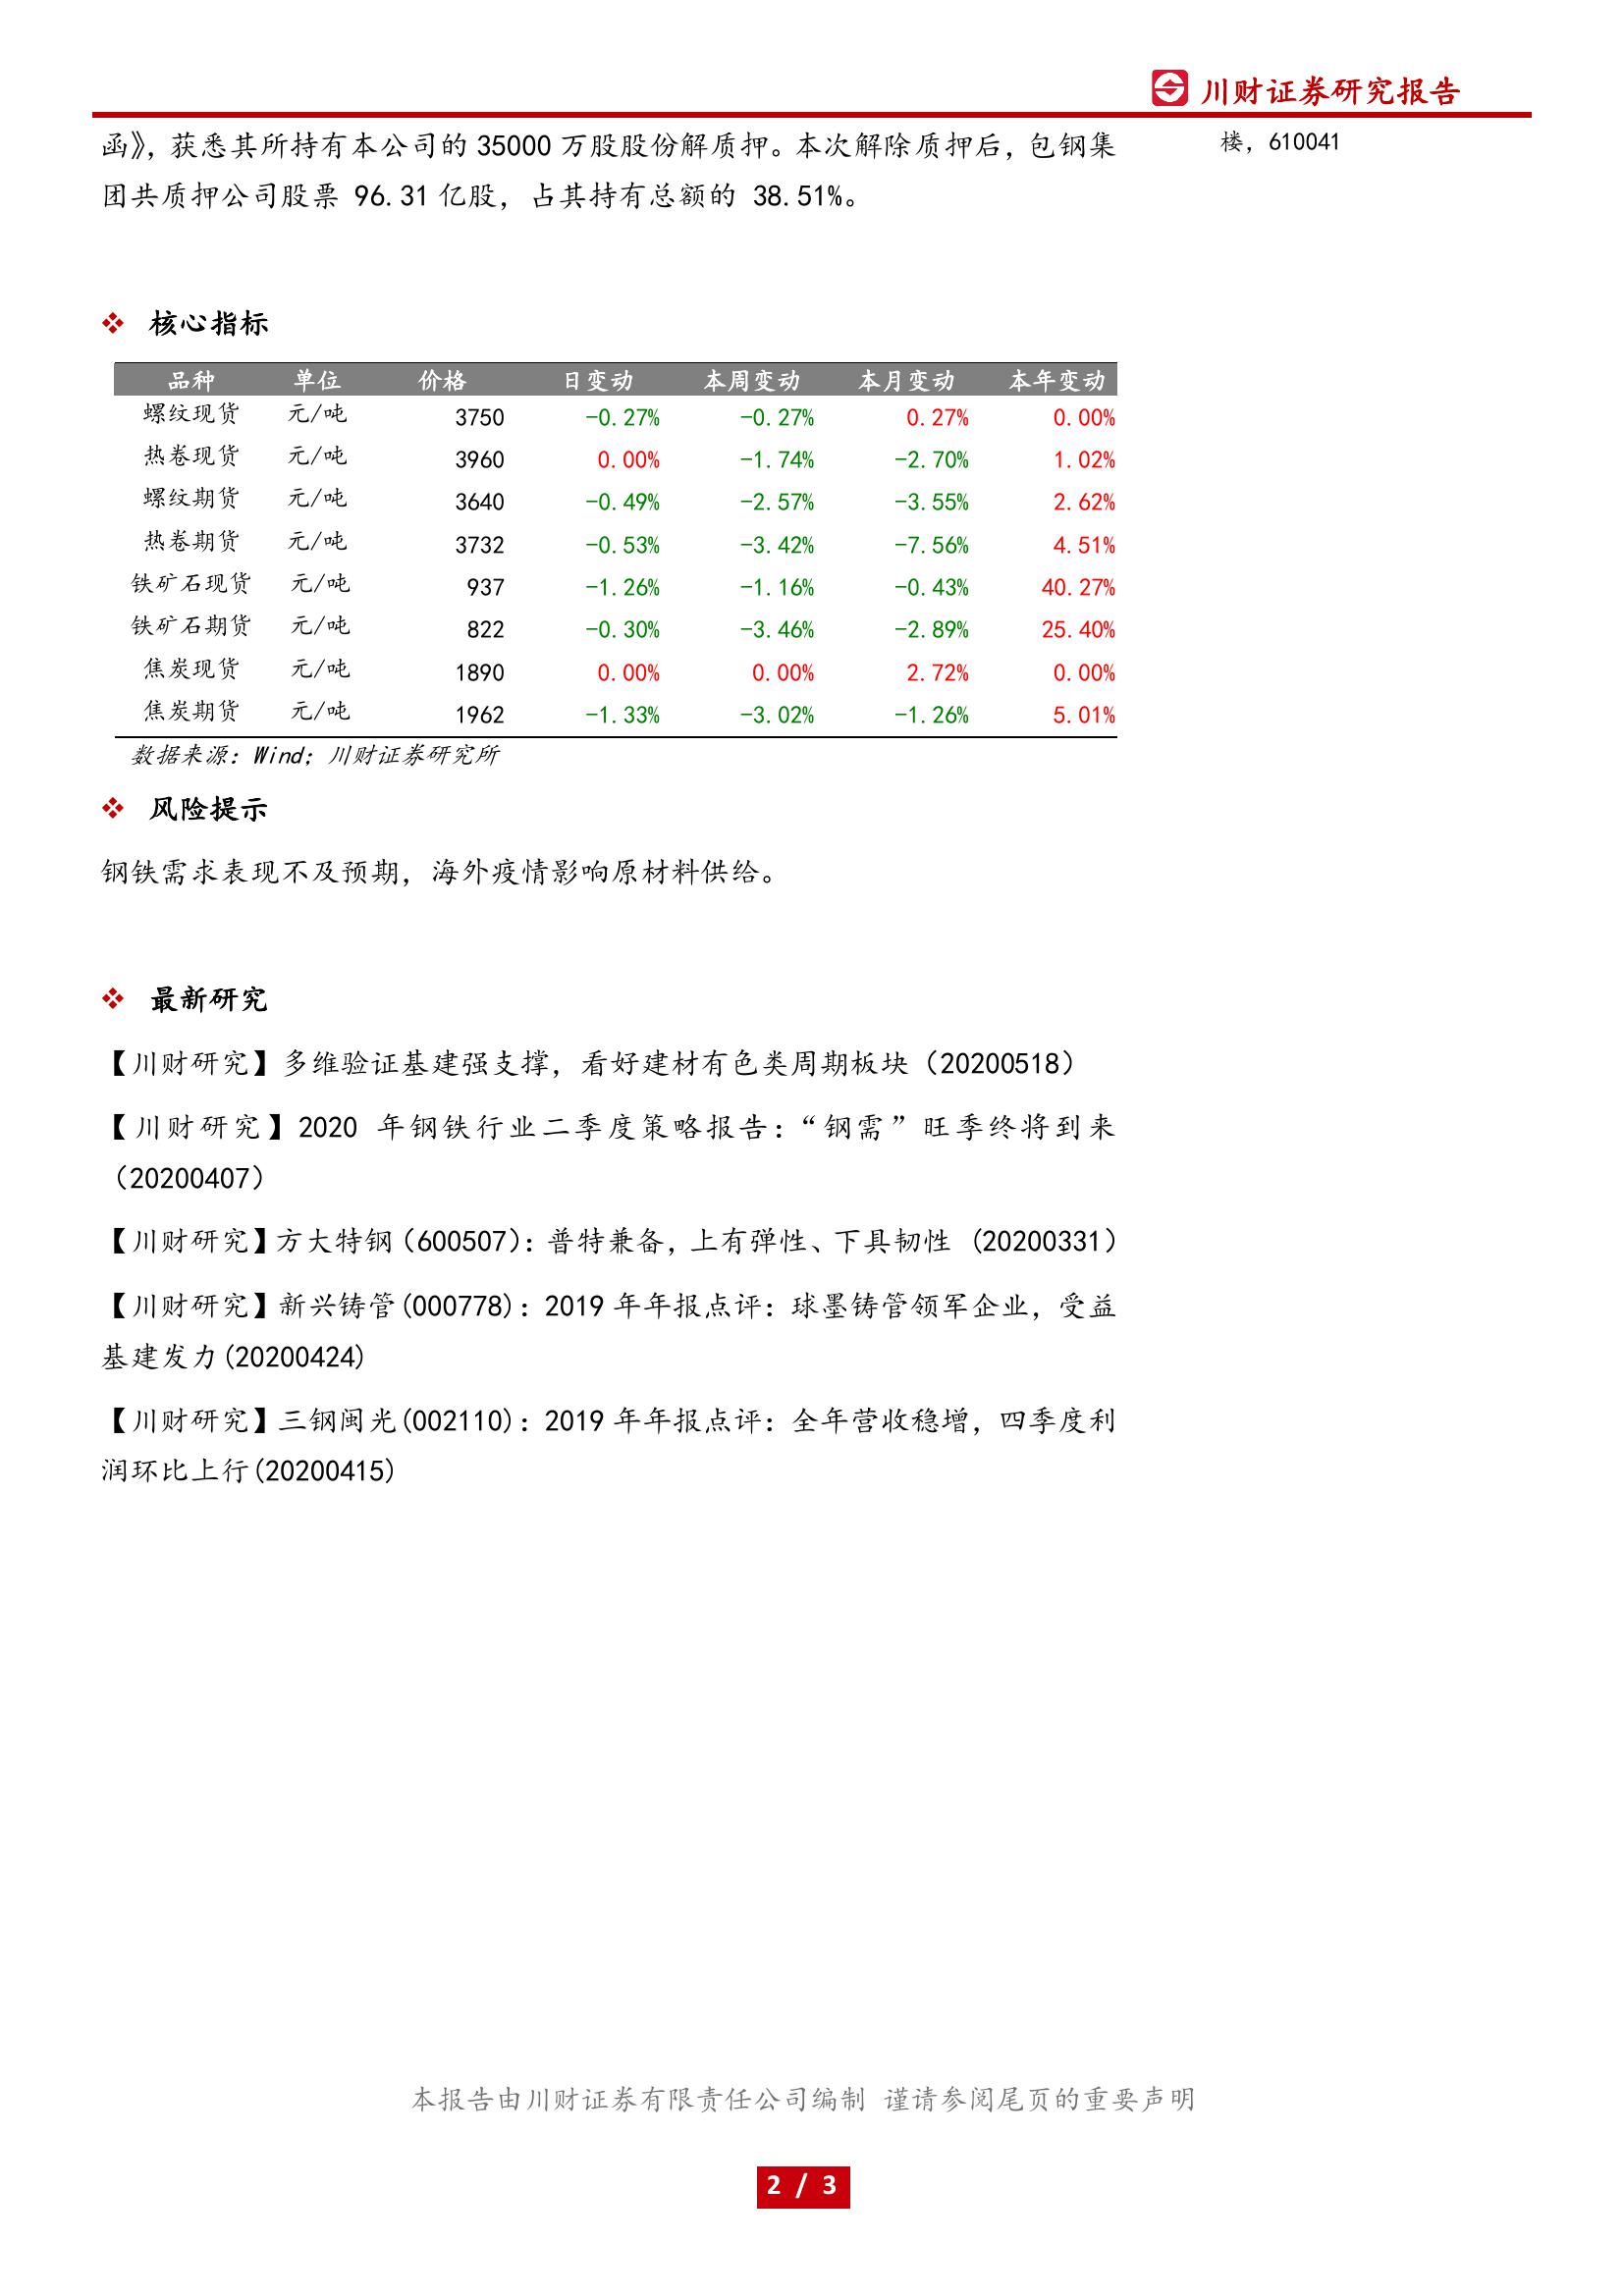 川财证券研究报告
函》，获悉其所持有本公司的 35000 万股股份解质押。本次解除质押后，包钢集
团共质押公司股票 96.31 亿股，占其持有总额的 38.51%。
楼，610041
核心指标
品种 单位 价格 日变动 本周变动 本月变动 本年变动
螺纹现货 元/吨 3750 -0.27% -0.27% 0.27% 0.00%
热卷现货 元/吨 3960 0.00% -1.74% -2.70% 1.02%
螺纹期货 元/吨 3640 -0.49% -2.57% -3.55% 2.62%
热卷期货 元/吨 3732 -0.53% -3.42% -7.56% 4.51%
铁矿石现货 元/吨 937 -1.26% -1.16% -0.43% 40.27%
铁矿石期货 元/吨 822 -0.30% -3.46% -2.89% 25.40%
焦炭现货 元/吨 1890 0.00% 0.00% 2.72% 0.00%
焦炭期货 元/吨 1962 -1.33% -3.02% -1.26% 5.01%
数据来源：Wind；川财证券研究所
风险提示
钢铁需求表现不及预期，海外疫情影响原材料供给。
最新研究
【川财研究】多维验证基建强支撑，看好建材有色类周期板块（20200518）
【川财研究】2020 年钢铁行业二季度策略报告：“钢需”旺季终将到来
（20200407）
【川财研究】方大特钢（600507）：普特兼备，上有弹性、下具韧性 (20200331）
【川财研究】新兴铸管(000778)：2019 年年报点评：球墨铸管领军企业，受益
基建发力(20200424)
【川财研究】三钢闽光(002110)：2019 年年报点评：全年营收稳增，四季度利
润环比上行(20200415)
本报告由川财证券有限责任公司编制 谨请参阅尾页的重要声明
2 / 3